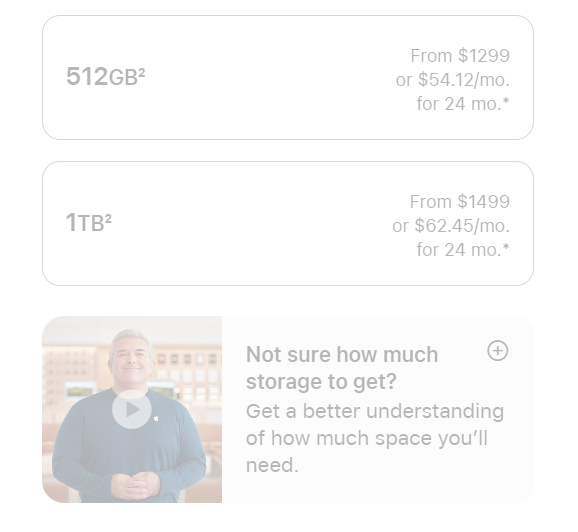 512GB²
From $1299
or $54.12/mo.
for 24 mo.*
1TB²
From $1499
or $62.45/mo.
for 24 mo.*
Not sure how much
storage to get?
Get a better understanding
of how much space you’ll
need.